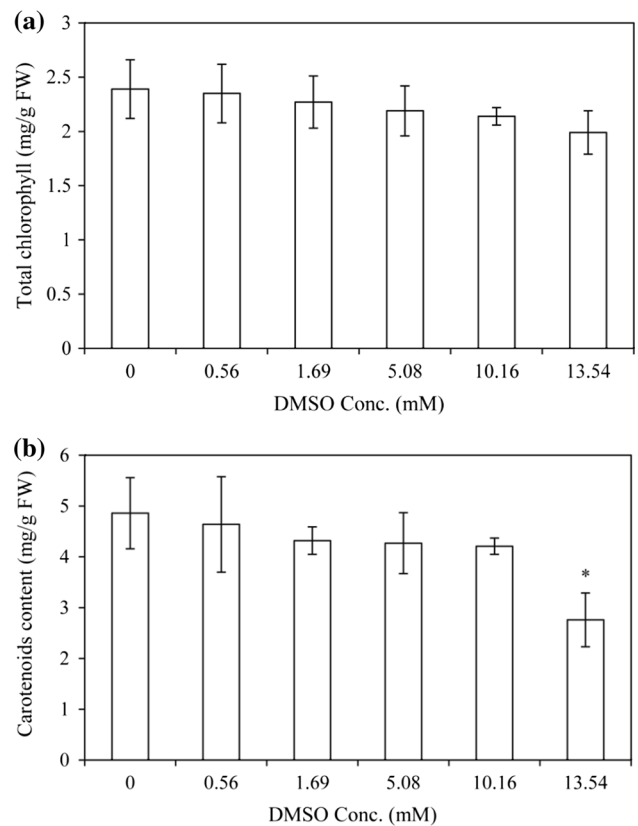 (a)
Total chlorophyll (mg/g FW)
3
2.5
2
1.5
1
0.5
0
0 0.56 1.69 5.08 10.16 13.54
DMSO Conc. (mM)
(b)
Carotenoids content (mg/g FW)
6
5
4
3
2
1
0
*
0 0.56 1.69 5.08 10.16 13.54
DMSO Conc. (mM)